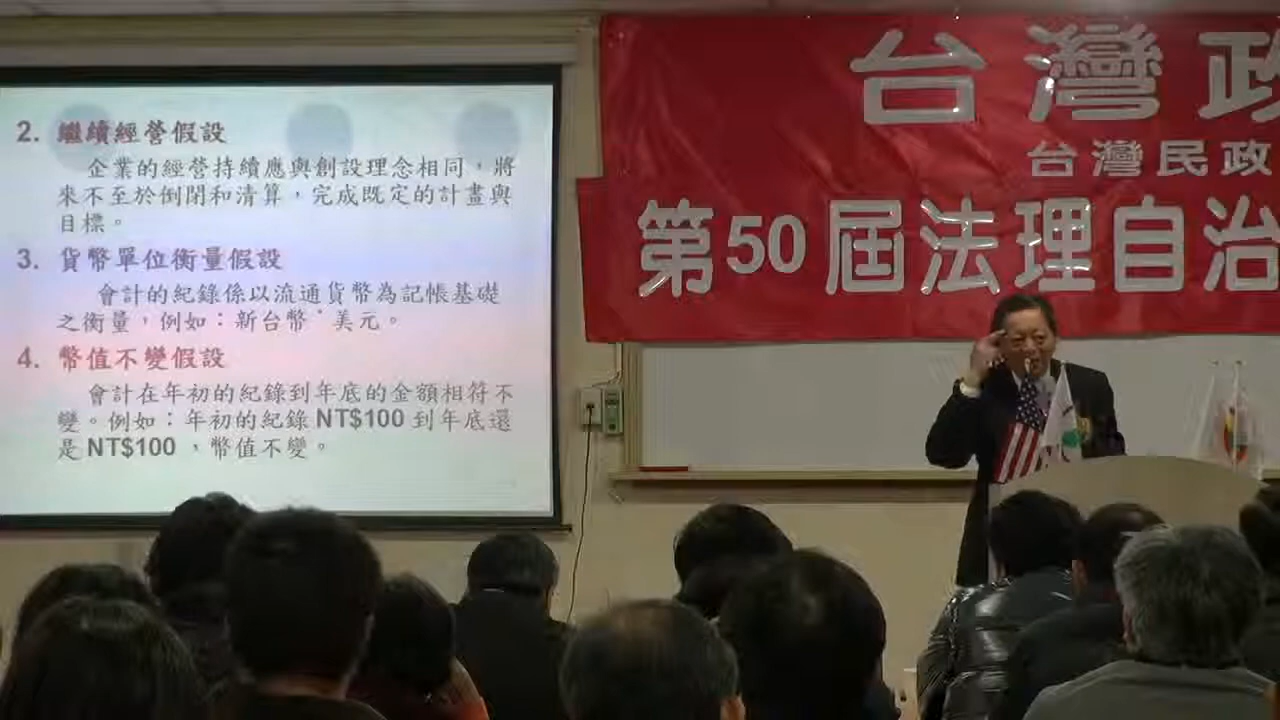 2. 繼續經營假設
企業的經營持續應與創設理念相同，將
來不至於倒閉和清算，完成既定的計畫與
目標。
3. 貨幣單位衡量假設
會計的紀錄係以流通貨幣為記帳基礎
之衡量，例如：新台幣、美元。
4. 幣值不變假設
會計在年初的紀錄到年底的金額相符不
變。例如：年初的紀錄 NT$100 到年底還
是 NT$100 ，幣值不變。
台灣政
台灣民政
第50屆法理自治